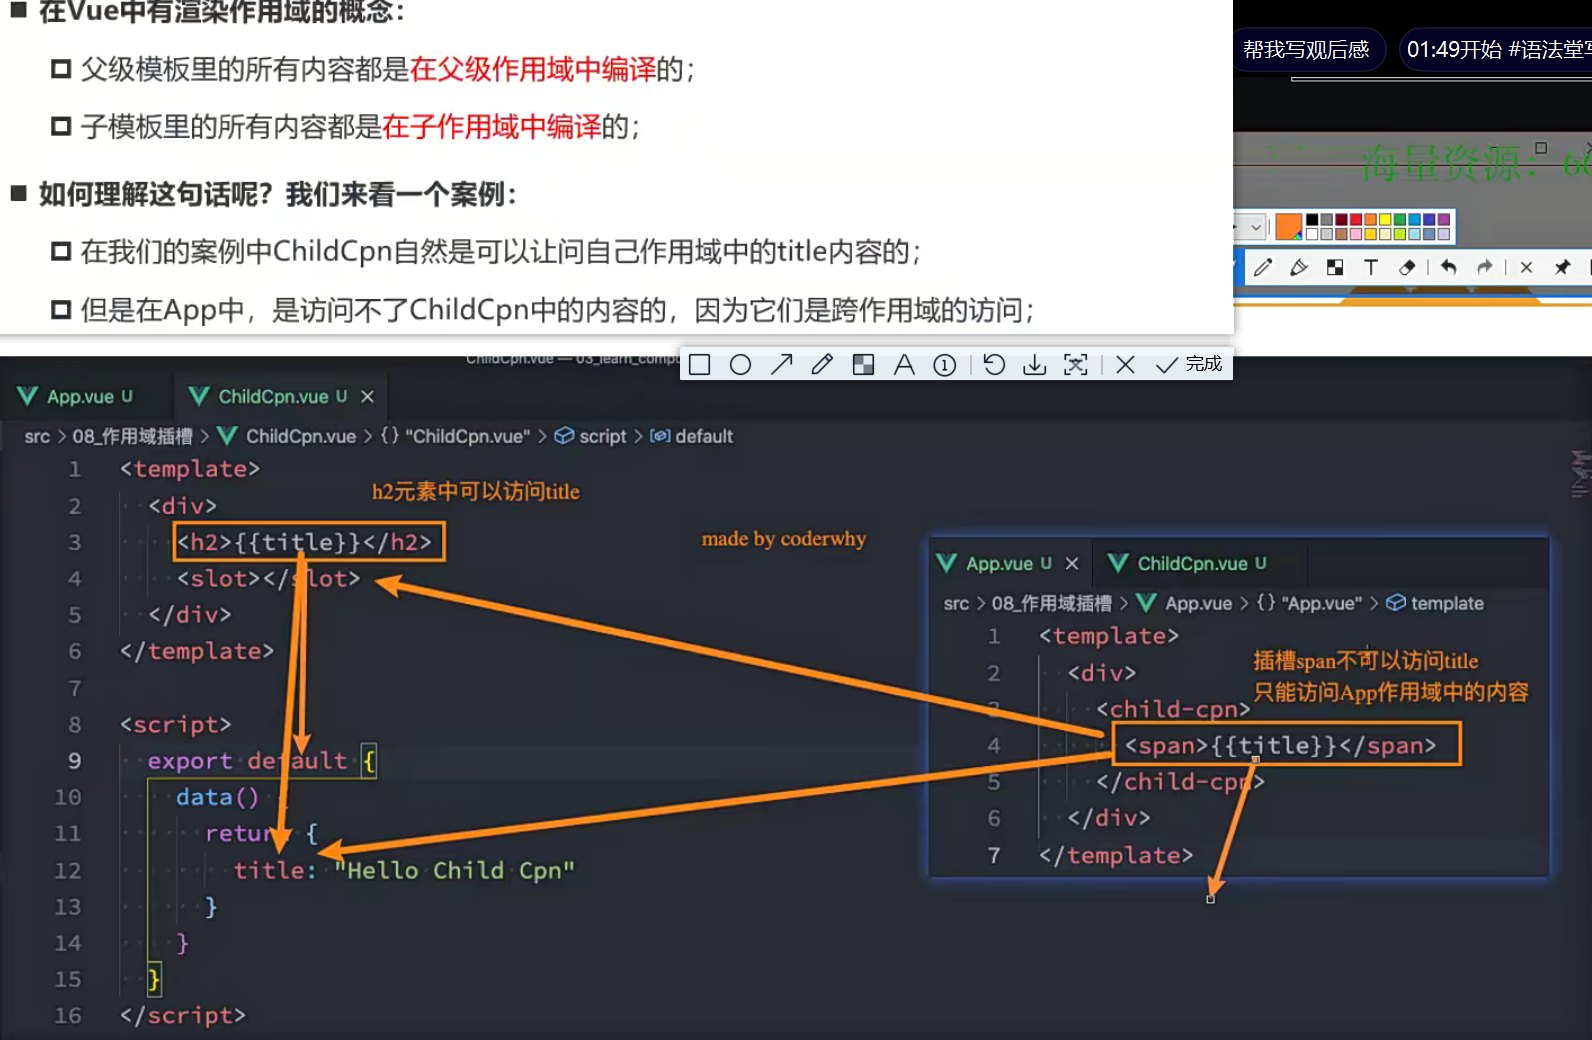 在Vue中有渲染作用域的概念：
父级模板里的所有内容都是在父级作用域中编译的；
子模板里的所有内容都是在子作用域中编译的；
如何理解这句话呢？我们来看一个案例：
在我们的案例中ChildCpn自然是可以让问自己作用域中的title内容的；
但是在App中，是访问不了ChildCpn中的内容的，因为它们是跨作用域的访问；
帮我写观后感
01:49开始 #语法堂写
海量资源：
T
A 1 完成
ChildCpn.vue — 03_learn_comp
App.vue U
ChildCpn.vue U
src > 08_作用域插槽 > ChildCpn.vue > {} "ChildCpn.vue" > script > default
1 <template>
2 <div>
3 <h2>{{title}}</h2>
4 <slot></slot>
5 </div>
6 </template>
7
8 <script>
9 export default {
10 data() {
11 return {
12 title: "Hello Child Cpn"
13 }
14 }
15 }
16 </script>
h2元素中可以访问title
made by coderwhy
App.vue U
ChildCpn.vue U
src > 08_作用域插槽 > App.vue > {} "App.vue" > template
1 <template>
2 <div>
3 <child-cpn>
4 <span>{{title}}</span>
5 </child-cpn>
6 </div>
7 </template>
插槽span不可以访问title
只能访问App作用域中的内容